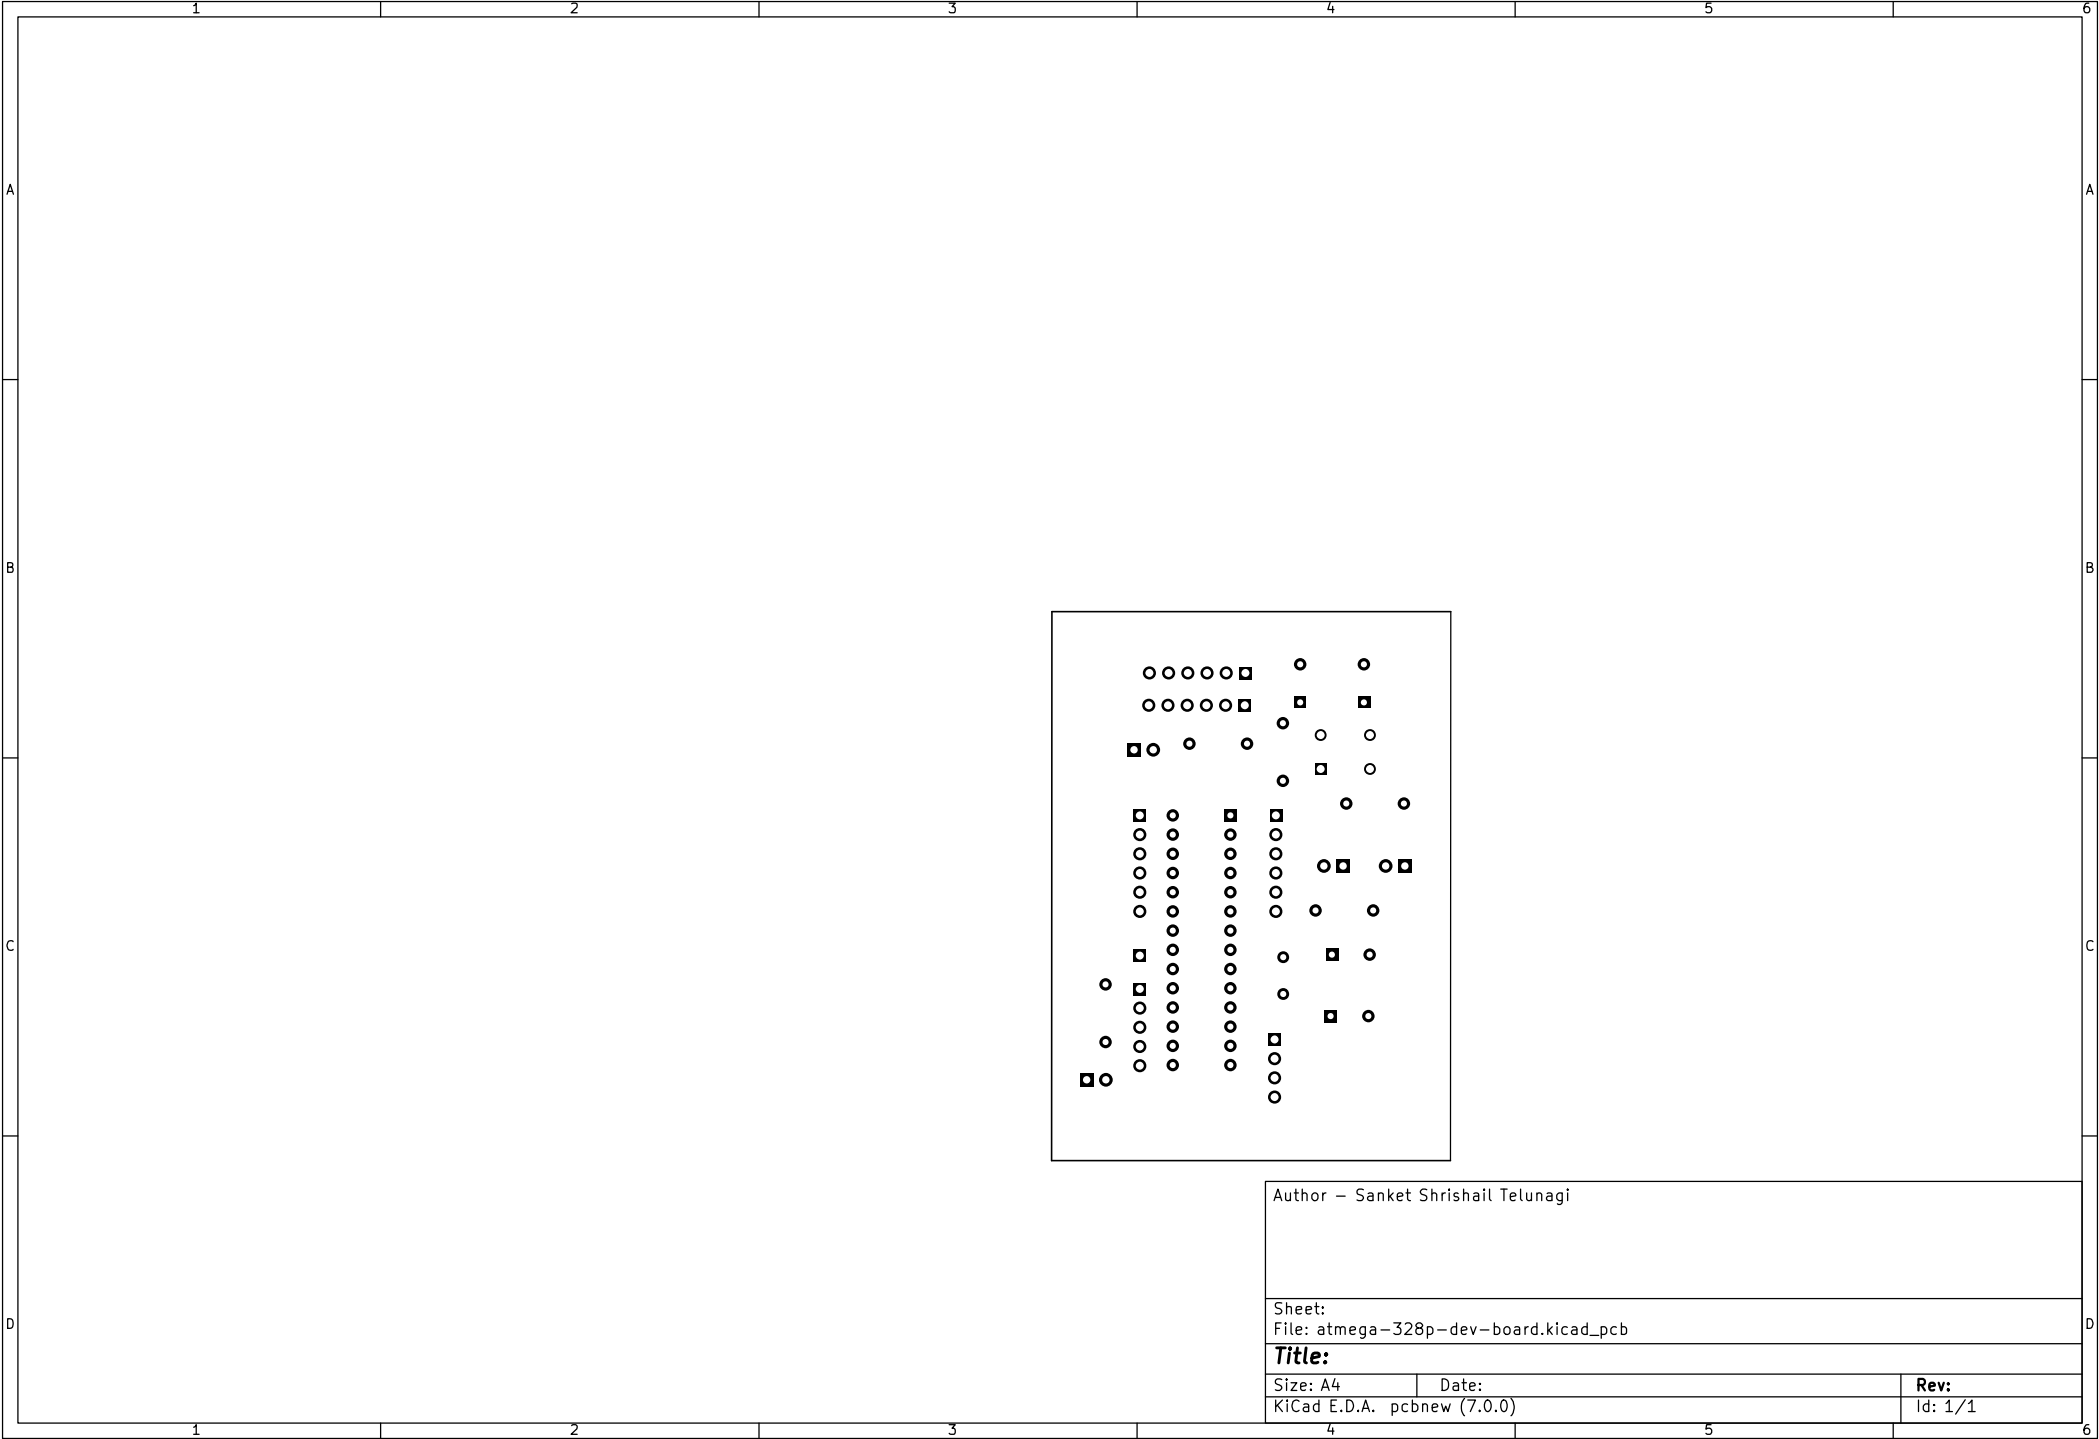 1 2 3 4 5 6
A A
B B
C C
Author – Sanket Shrishail Telunagi
Sheet:
File: atmega-328p-dev-board.kicad_pcb
D D
Title:
Size: A4 Date: Rev:
KiCad E.D.A. pcbnew (7.0.0) Id: 1/1
1 2 3 4 5 6